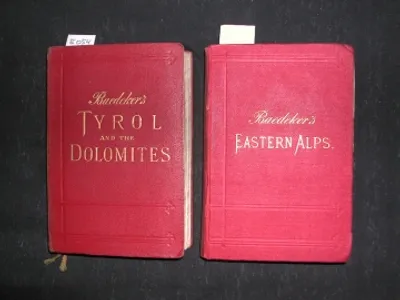 Baedeker's
TYROL
AND THE
DOLOMITES
Baedeker's
EASTERN ALPS.